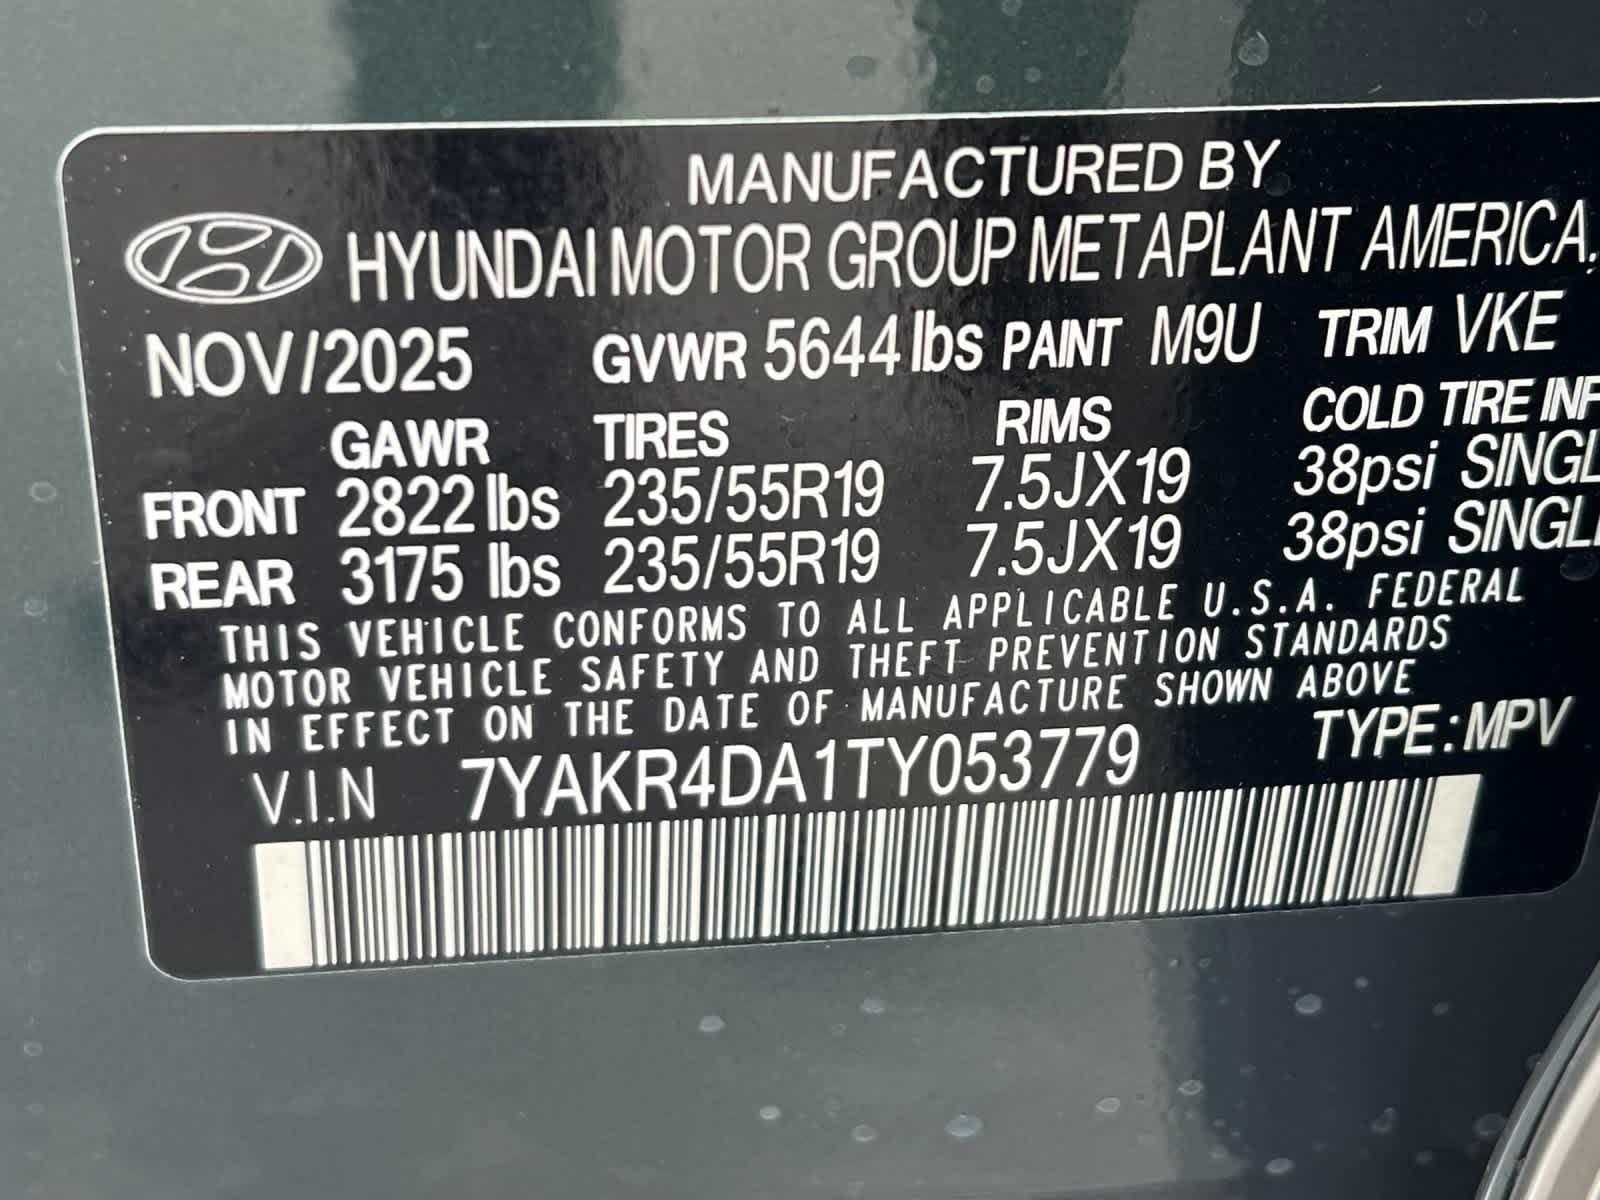 MANUFACTURED BY
HYUNDAI MOTOR GROUP METAPLANT AMERICA.
NOV/2025 GVWR 5644 lbs PAINT M9U TRIM VKE
GAWR TIRES RIMS COLD TIRE INF
FRONT 2822 lbs 235/55R19 7.5JX19 38psi SINGL
REAR 3175 lbs 235/55R19 7.5JX19 38psi SINGL
THIS VEHICLE CONFORMS TO ALL APPLICABLE U.S.A. FEDERAL
MOTOR VEHICLE SAFETY AND THEFT PREVENTION STANDARDS
IN EFFECT ON THE DATE OF MANUFACTURE SHOWN ABOVE
V.I.N 7YAKR4DA1TY053779 TYPE:MPV